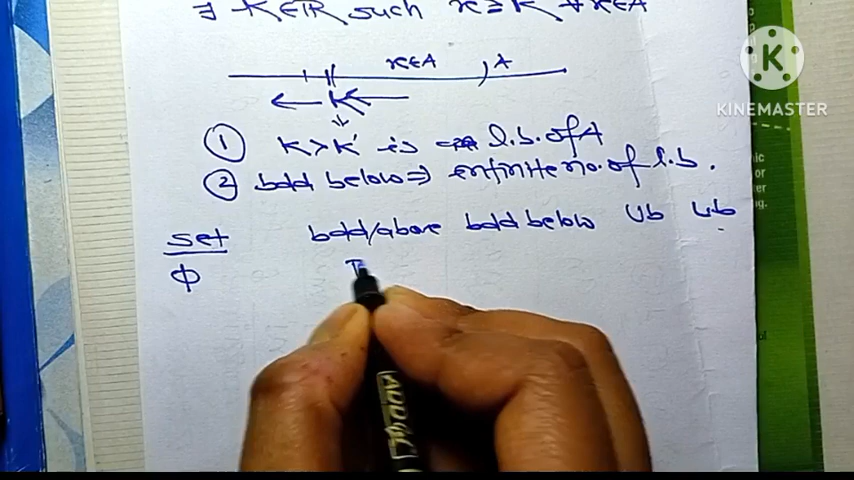 ∃ K∈ℝ such x ≥ K ∀ x∈A
x∈A ) A
K
① K > K' is l.b. of A
② bdd below ⇒ infinite no. of l.b.
set bdd/above bdd below Ub Lb
ϕ
K
KINEMASTER